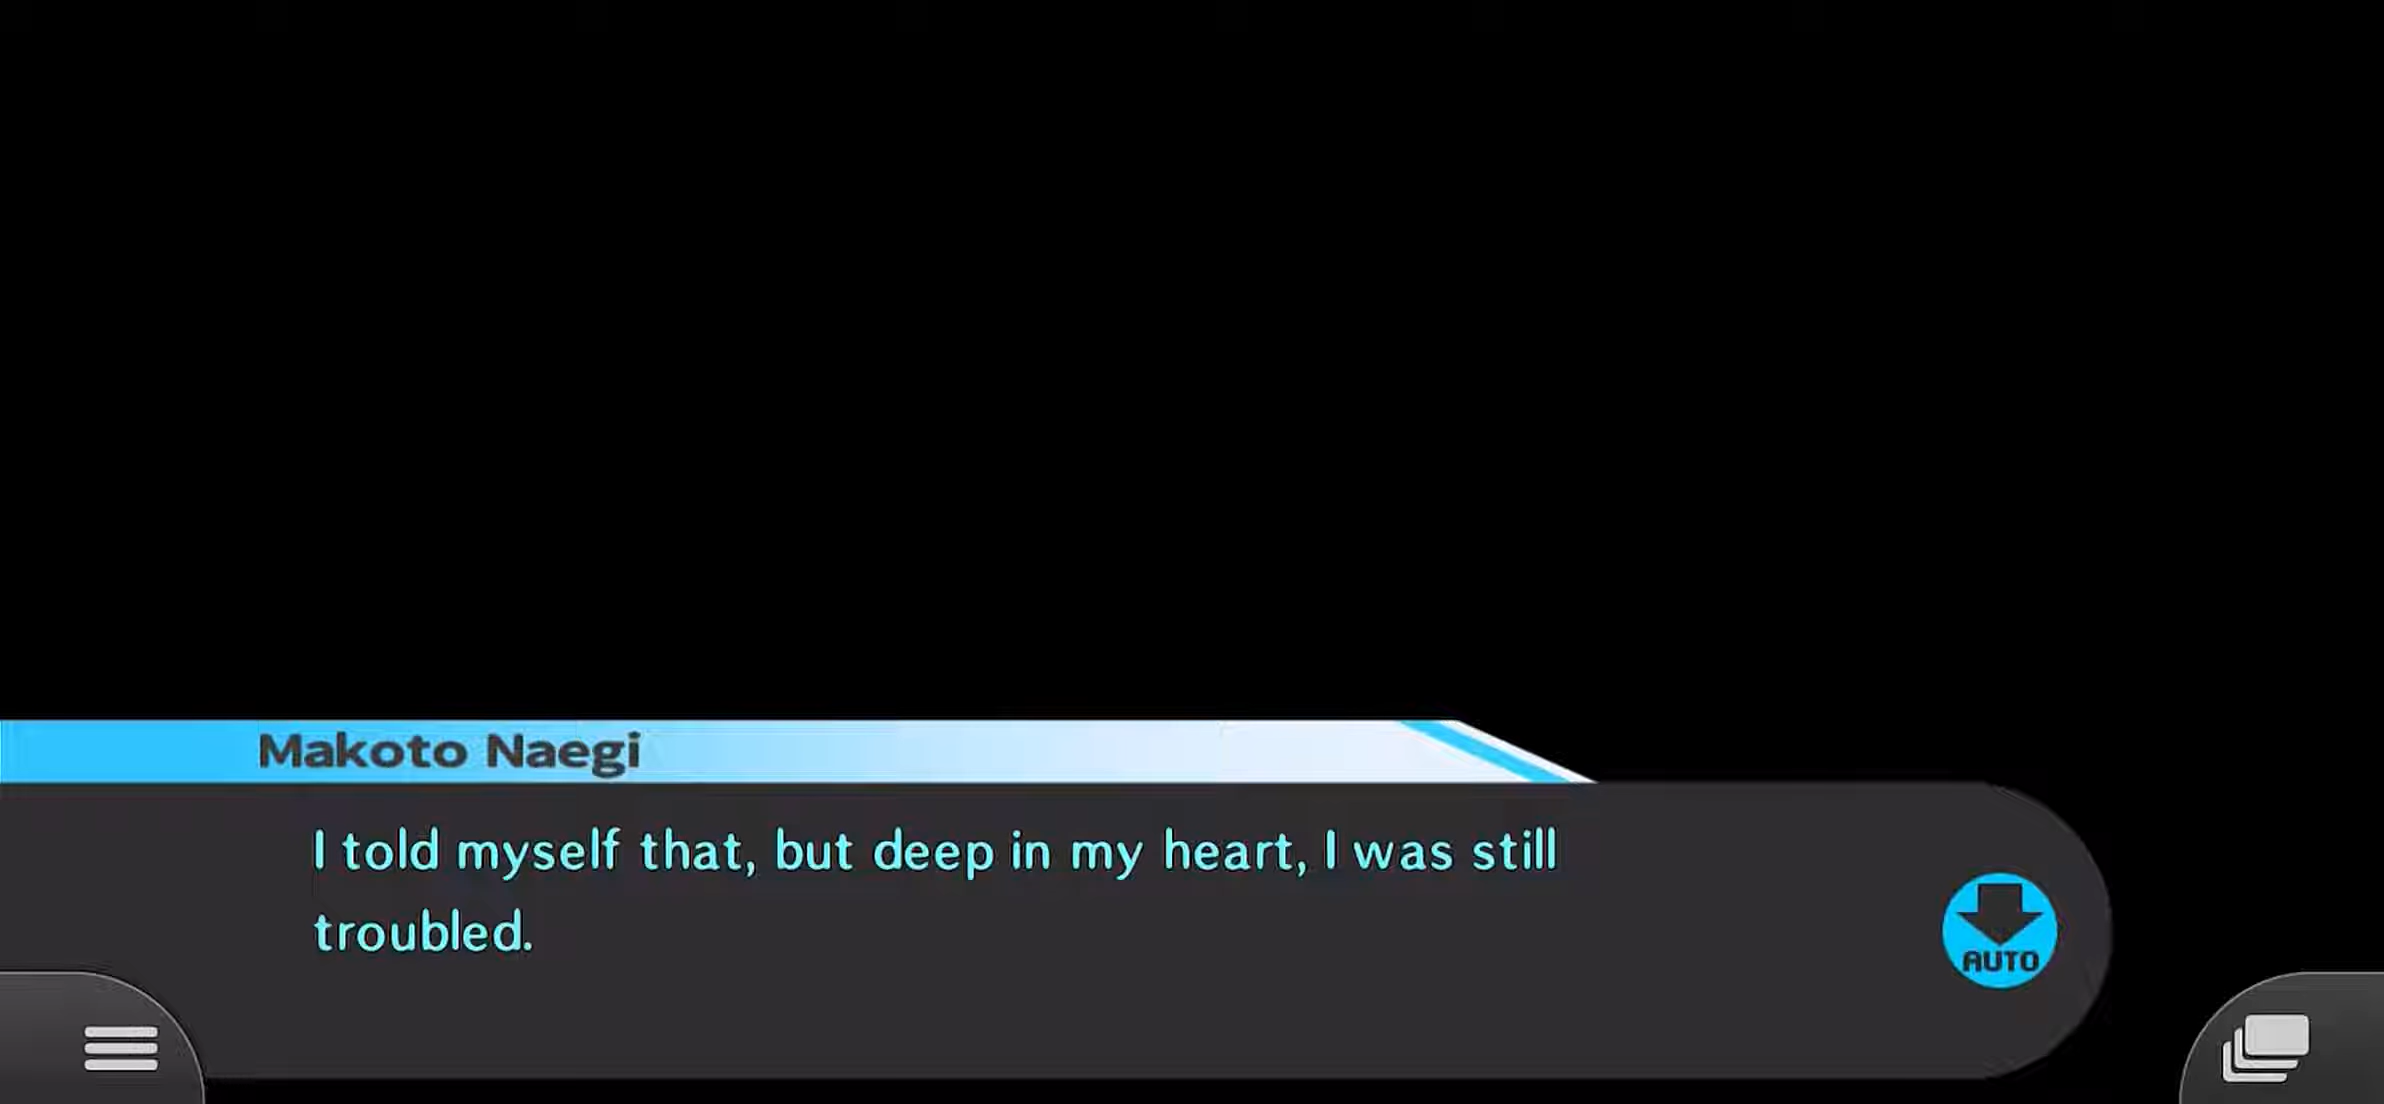 Makoto Naegi
I told myself that, but deep in my heart, I was still
troubled.
AUTO